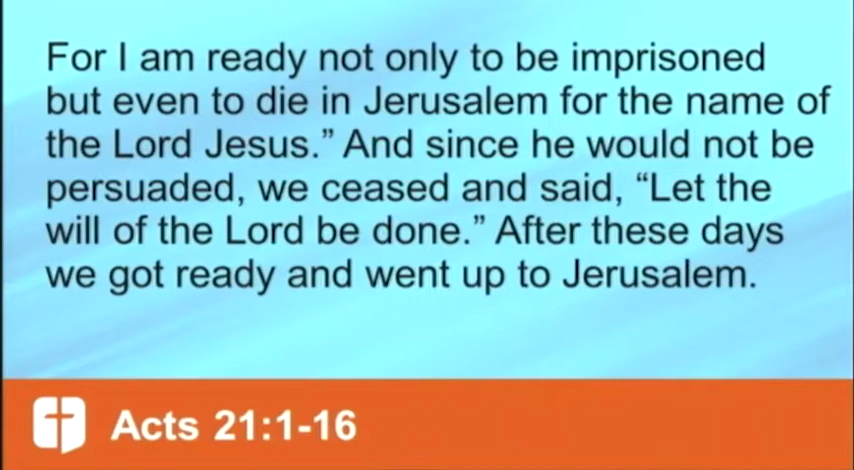 For I am ready not only to be imprisoned
but even to die in Jerusalem for the name of
the Lord Jesus.” And since he would not be
persuaded, we ceased and said, “Let the
will of the Lord be done.” After these days
we got ready and went up to Jerusalem.
Acts 21:1-16